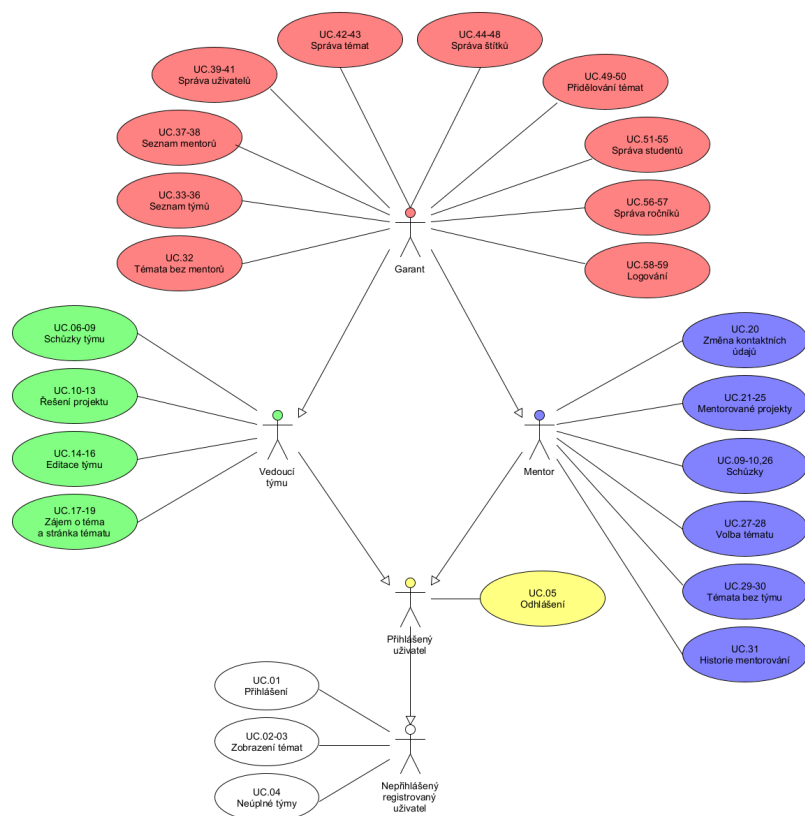 UC.42-43
Správa témat
UC.44-48
Správa štítků
UC.39-41
Správa uživatelů
UC.49-50
Přidělování témat
UC.37-38
Seznam mentorů
UC.51-55
Správa studentů
UC.33-36
Seznam týmů
UC.56-57
Správa ročníků
UC.32
Témata bez mentorů
UC.58-59
Logování
Garant
UC.06-09
Schůzky týmu
UC.10-13
Řešení projektu
UC.14-16
Editace týmu
UC.17-19
Zájem o téma
a stránka tématu
Vedoucí
týmu
Mentor
UC.20
Změna kontaktních
údajů
UC.21-25
Mentorované projekty
UC.09-10,26
Schůzky
UC.27-28
Volba tématu
UC.29-30
Témata bez týmu
UC.31
Historie mentorování
Přihlášený
uživatel
UC.05
Odhlášení
UC.01
Přihlášení
UC.02-03
Zobrazení témat
UC.04
Neúplné týmy
Nepřihlášený
registrovaný
uživatel